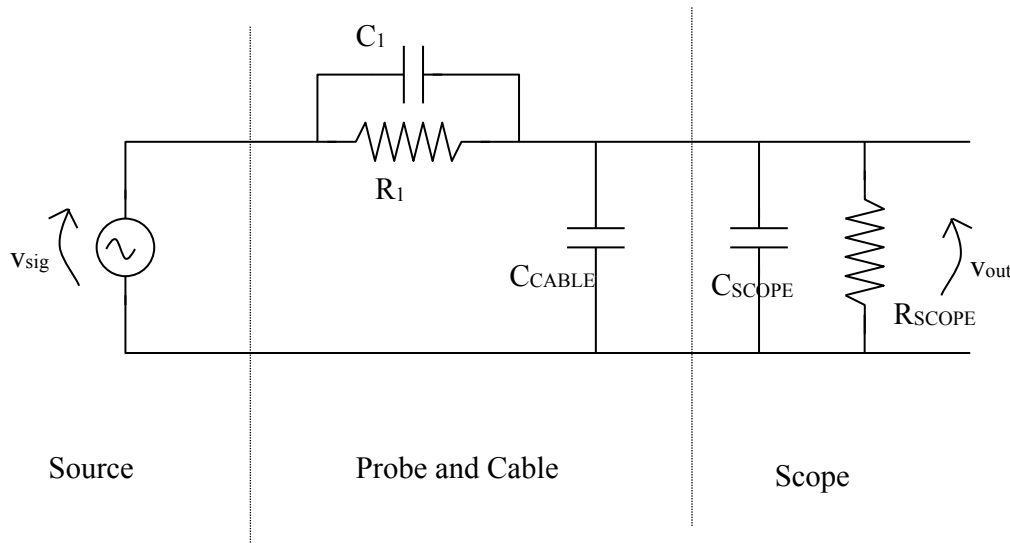 C1
R1
vsig
CCABLE
CSCOPE
RSCOPE
vout
Source
Probe and Cable
Scope